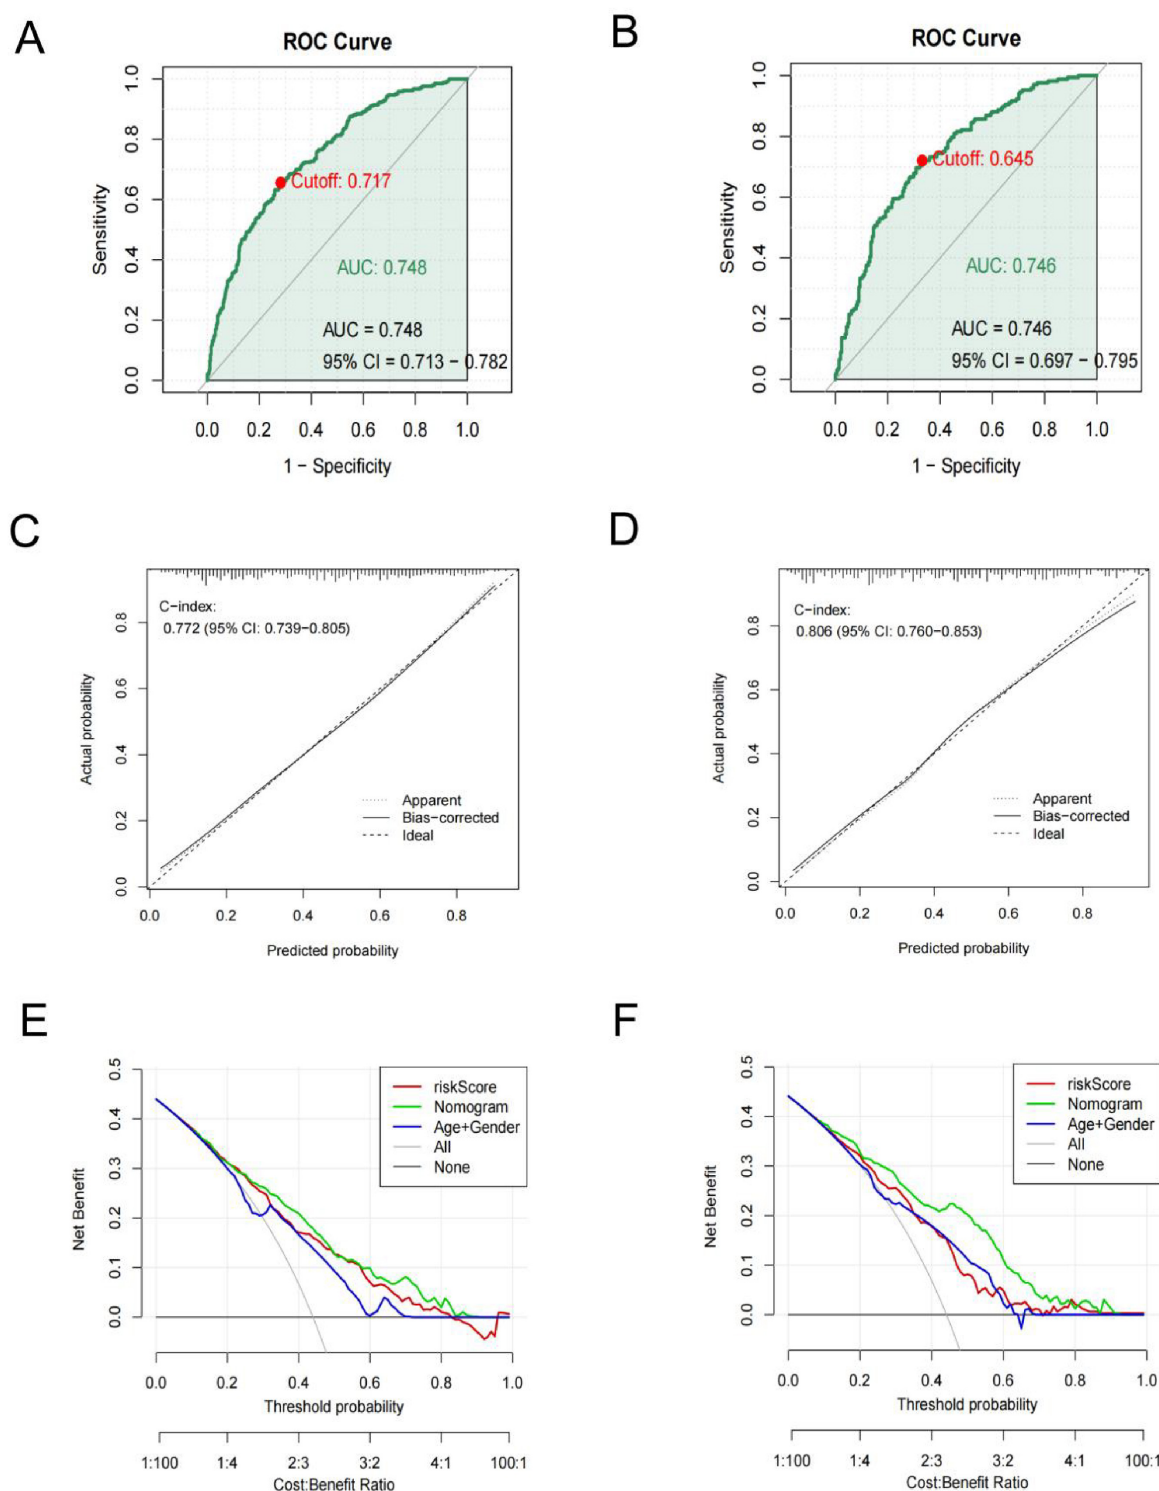 A
ROC Curve
Sensitivity
0.0 0.2 0.4 0.6 0.8 1.0
Cutoff: 0.717
AUC: 0.748
AUC = 0.748
95% CI = 0.713 − 0.782
0.0 0.2 0.4 0.6 0.8 1.0
1 − Specificity
B
ROC Curve
Sensitivity
0.0 0.2 0.4 0.6 0.8 1.0
Cutoff: 0.645
AUC: 0.746
AUC = 0.746
95% CI = 0.697 − 0.795
0.0 0.2 0.4 0.6 0.8 1.0
1 − Specificity
C
C−index:
0.772 (95% CI: 0.739−0.805)
Actual probability
0.0 0.2 0.4 0.6 0.8
Apparent
Bias−corrected
Ideal
0.0 0.2 0.4 0.6 0.8
Predicted probability
D
C−index:
0.806 (95% CI: 0.760−0.853)
Actual probability
0.0 0.2 0.4 0.6 0.8
Apparent
Bias−corrected
Ideal
0.0 0.2 0.4 0.6 0.8
Predicted probability
E
Net Benefit
0.0 0.1 0.2 0.3 0.4 0.5
riskScore
Nomogram
Age+Gender
All
None
0.0 0.2 0.4 0.6 0.8 1.0
Threshold probability
1:100 1:4 2:3 3:2 4:1 100:1
Cost:Benefit Ratio
F
Net Benefit
0.0 0.1 0.2 0.3 0.4 0.5
riskScore
Nomogram
Age+Gender
All
None
0.0 0.2 0.4 0.6 0.8 1.0
Threshold probability
1:100 1:4 2:3 3:2 4:1 100:1
Cost:Benefit Ratio